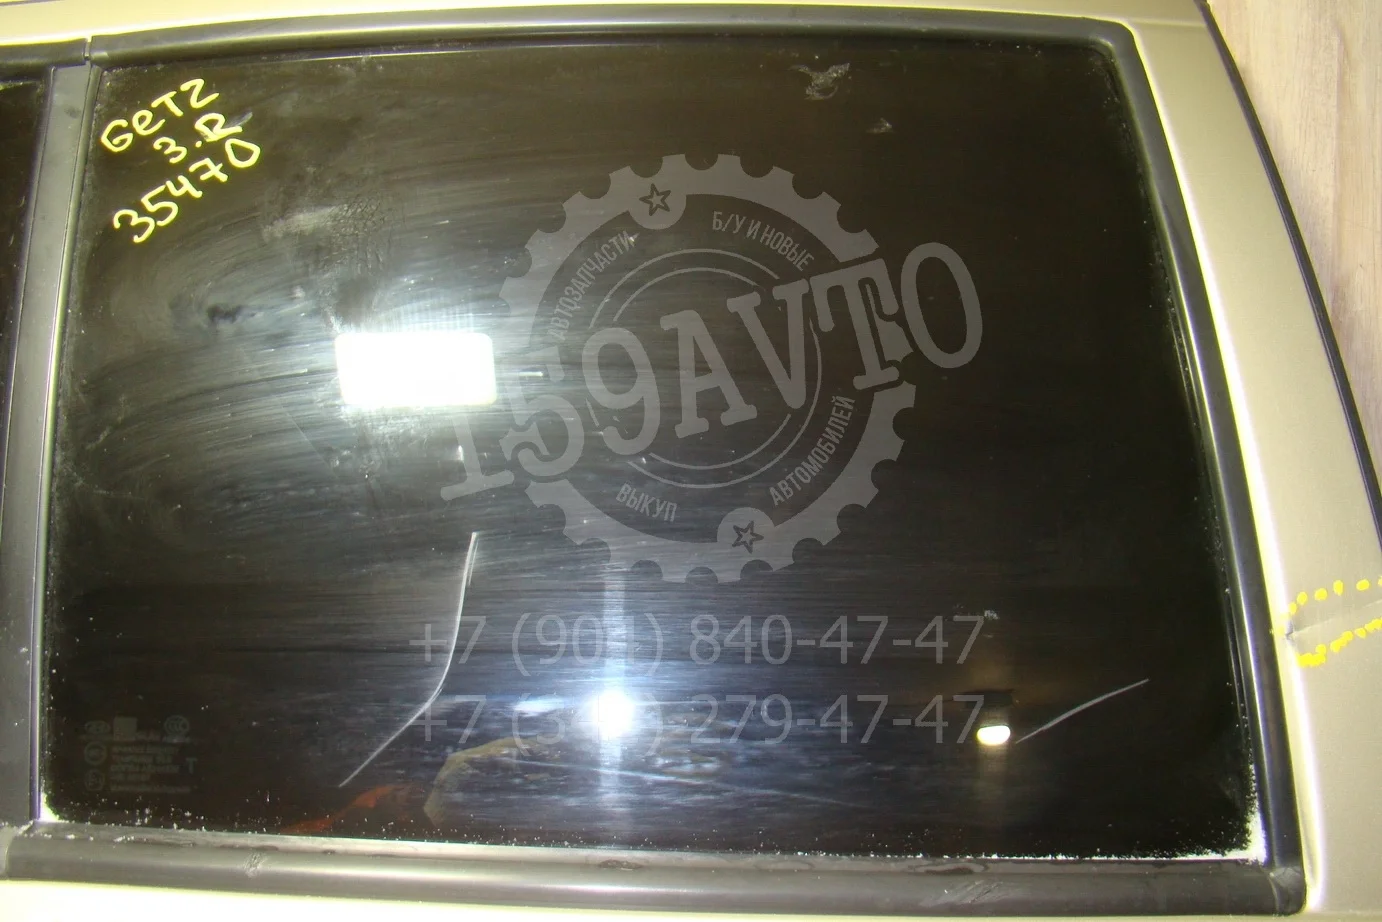 GeTZ
3.R
35470
АВТОЗАПЧАСТИ
Б/У И НОВЫЕ
159AVTO
ВЫКУП
АВТОМОБИЛЕЙ
+7 (901) 840-47-47
279-47-47
T